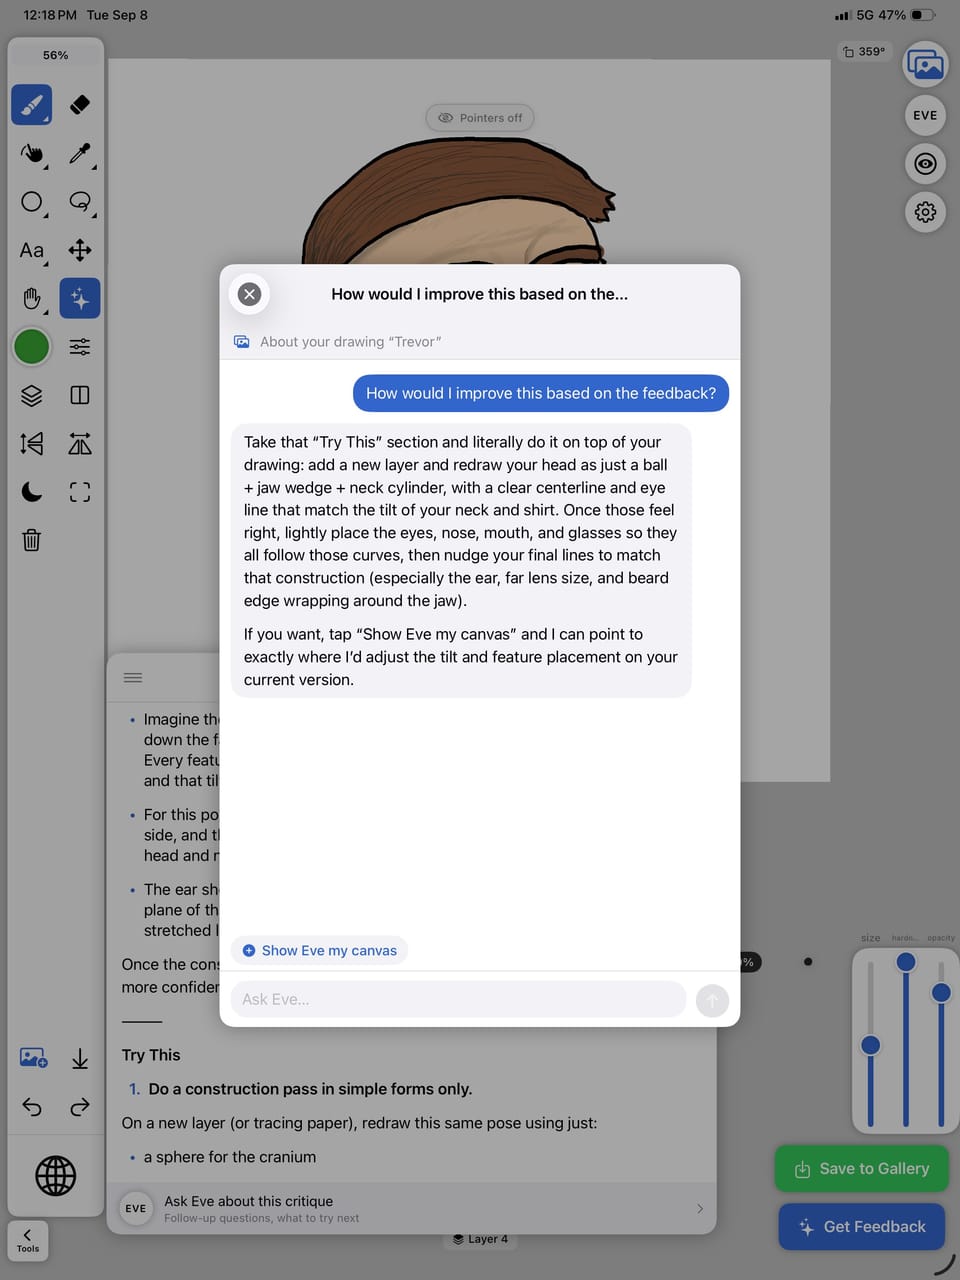 12:18 PM Tue Sep 8
5G 47%
56%
359°
Pointers off
EVE
Aa
How would I improve this based on the...
About your drawing “Trevor”
How would I improve this based on the feedback?
Take that “Try This” section and literally do it on top of your
drawing: add a new layer and redraw your head as just a ball
+ jaw wedge + neck cylinder, with a clear centerline and eye
line that match the tilt of your neck and shirt. Once those feel
right, lightly place the eyes, nose, mouth, and glasses so they
all follow those curves, then nudge your final lines to match
that construction (especially the ear, far lens size, and beard
edge wrapping around the jaw).
If you want, tap “Show Eve my canvas” and I can point to
exactly where I’d adjust the tilt and feature placement on your
current version.
Show Eve my canvas
Ask Eve...
• Imagine
down the
Every
and that
• For this
side, and
head and
• The ear
plane of
stretched
Once the
more
Try This
1. Do a construction pass in simple forms only.
On a new layer (or tracing paper), redraw this same pose using just:
• a sphere for the cranium
EVE
Ask Eve about this critique
Follow-up questions, what to try next
Layer 4
%
size hardn... opacity
Save to Gallery
Get Feedback
Tools